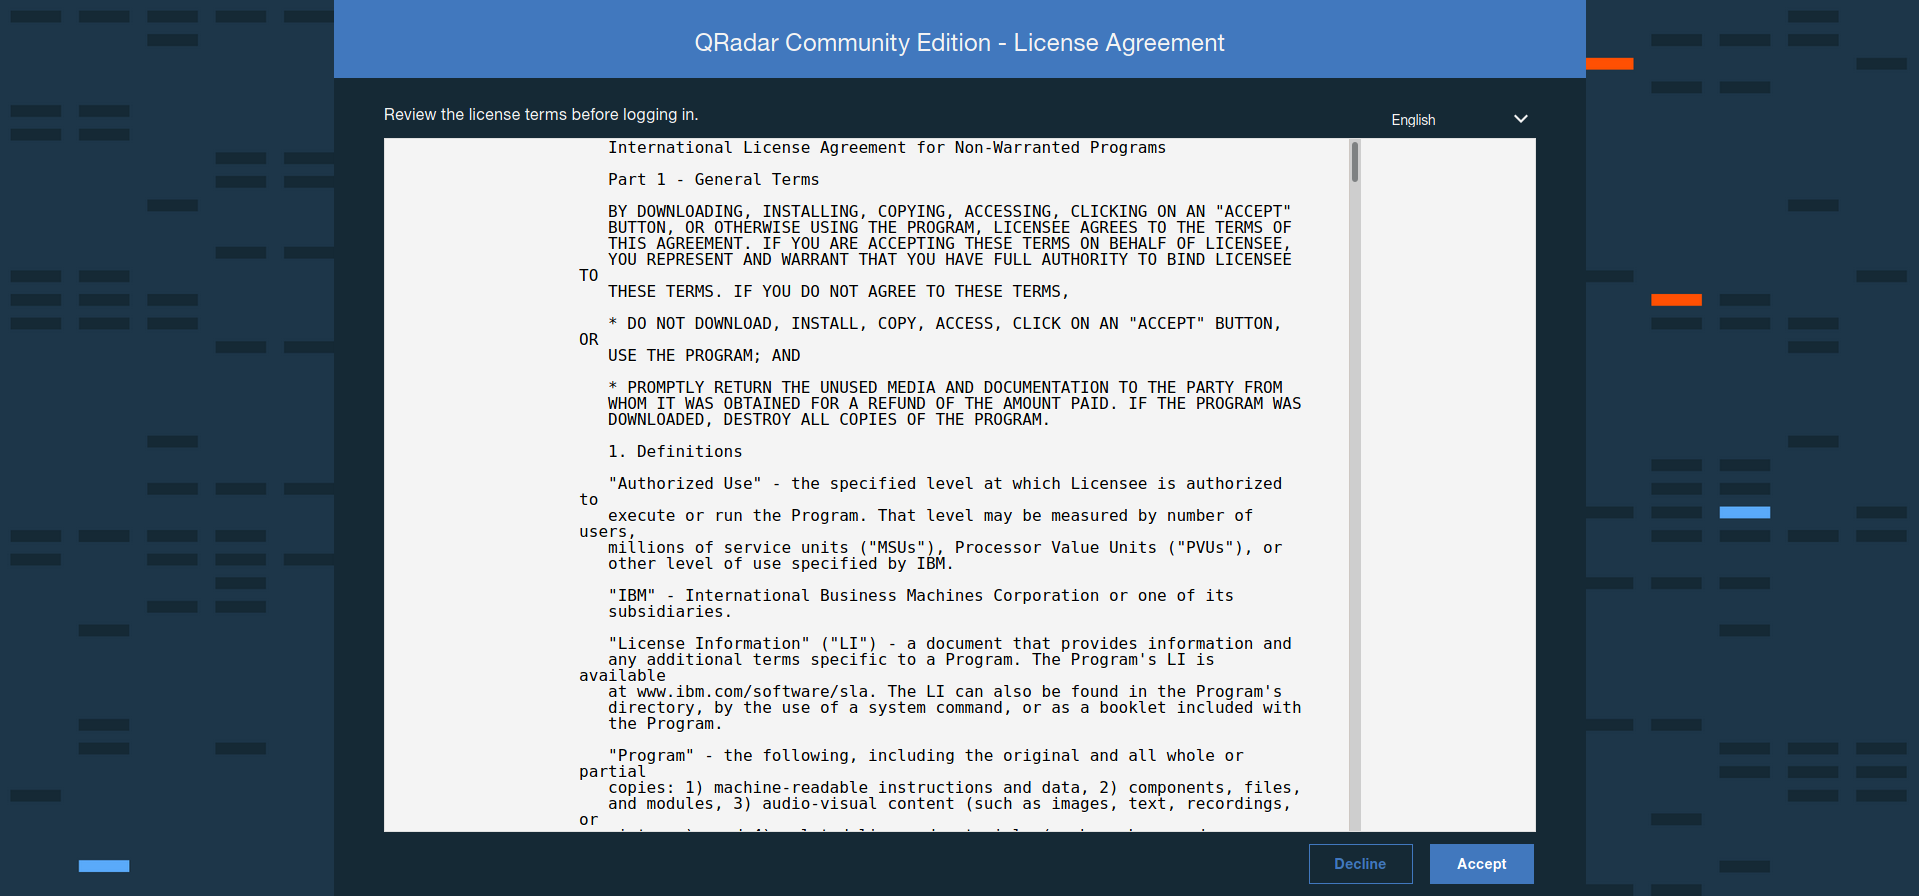 QRadar Community Edition - License Agreement
Review the license terms before logging in.
English
International License Agreement for Non-Warranted Programs
Part 1 - General Terms
BY DOWNLOADING, INSTALLING, COPYING, ACCESSING, CLICKING ON AN "ACCEPT"
BUTTON, OR OTHERWISE USING THE PROGRAM, LICENSEE AGREES TO THE TERMS OF
THIS AGREEMENT. IF YOU ARE ACCEPTING THESE TERMS ON BEHALF OF LICENSEE,
YOU REPRESENT AND WARRANT THAT YOU HAVE FULL AUTHORITY TO BIND LICENSEE
TO
THESE TERMS. IF YOU DO NOT AGREE TO THESE TERMS,
* DO NOT DOWNLOAD, INSTALL, COPY, ACCESS, CLICK ON AN "ACCEPT" BUTTON,
OR
USE THE PROGRAM; AND
* PROMPTLY RETURN THE UNUSED MEDIA AND DOCUMENTATION TO THE PARTY FROM
WHOM IT WAS OBTAINED FOR A REFUND OF THE AMOUNT PAID. IF THE PROGRAM WAS
DOWNLOADED, DESTROY ALL COPIES OF THE PROGRAM.
1. Definitions
"Authorized Use" - the specified level at which Licensee is authorized
to
execute or run the Program. That level may be measured by number of
users,
millions of service units ("MSUs"), Processor Value Units ("PVUs"), or
other level of use specified by IBM.
"IBM" - International Business Machines Corporation or one of its
subsidiaries.
"License Information" ("LI") - a document that provides information and
any additional terms specific to a Program. The Program's LI is
available
at www.ibm.com/software/sla. The LI can also be found in the Program's
directory, by the use of a system command, or as a booklet included with
the Program.
"Program" - the following, including the original and all whole or
partial
copies: 1) machine-readable instructions and data, 2) components, files,
and modules, 3) audio-visual content (such as images, text, recordings,
or
Decline
Accept